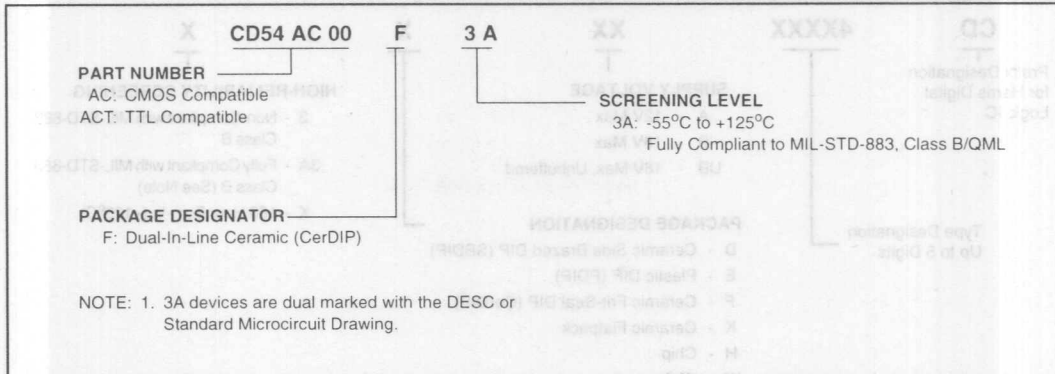 CD54 AC 00 F 3 A
PART NUMBER
AC: CMOS Compatible
ACT: TTL Compatible
SCREENING LEVEL
3A: -55°C to +125°C
Fully Compliant to MIL-STD-883, Class B/QML
PACKAGE DESIGNATOR
F: Dual-In-Line Ceramic (CerDIP)
NOTE: 1. 3A devices are dual marked with the DESC or
Standard Microcircuit Drawing.